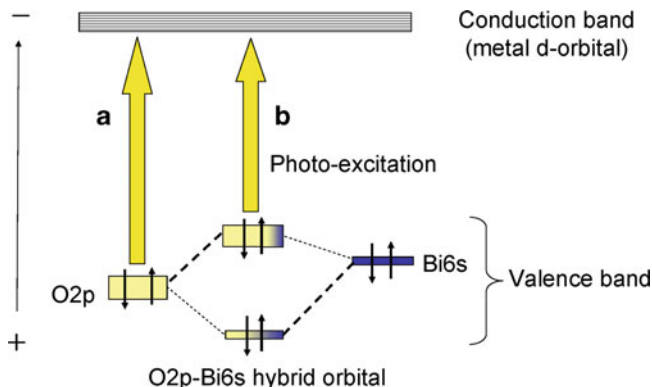 −
Conduction band
(metal d-orbital)
a
b
Photo-excitation
O2p
Bi6s
Valence band
+
O2p-Bi6s hybrid orbital